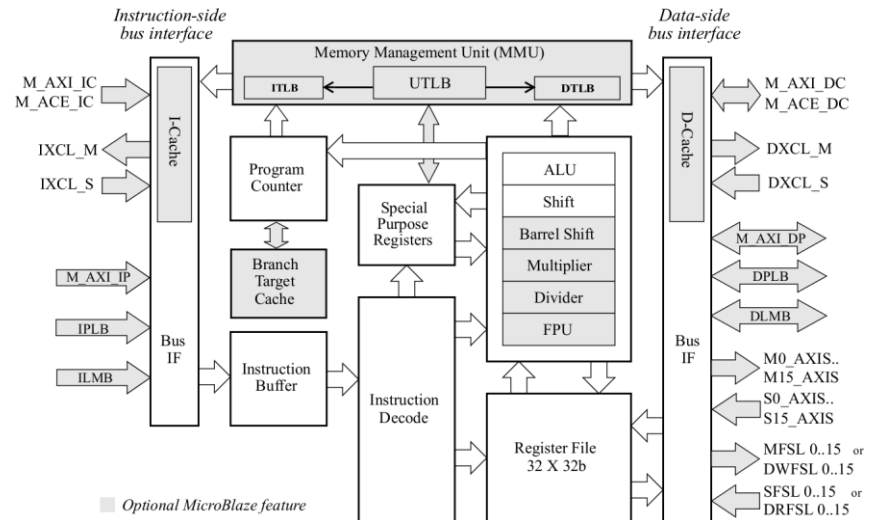 Instruction-side
bus interface
Data-side
bus interface
Memory Management Unit (MMU)
ITLB
UTLB
DTLB
M_AXI_IC
M_ACE_IC
IXCL_M
IXCL_S
M_AXI_IP
IPLB
ILMB
I-Cache
Bus
IF
Program
Counter
Branch
Target
Cache
Special
Purpose
Registers
ALU
Shift
Barrel Shift
Multiplier
Divider
FPU
Instruction
Buffer
Instruction
Decode
Register File
32 X 32b
D-Cache
Bus
IF
M_AXI_DC
M_ACE_DC
DXCL_M
DXCL_S
M_AXI_DP
DPLB
DLMB
M0_AXIS..
M15_AXIS
S0_AXIS..
S15_AXIS
MFSL 0..15 or
DWFSL 0..15
SFSL 0..15 or
DRFSL 0..15
Optional MicroBlaze feature